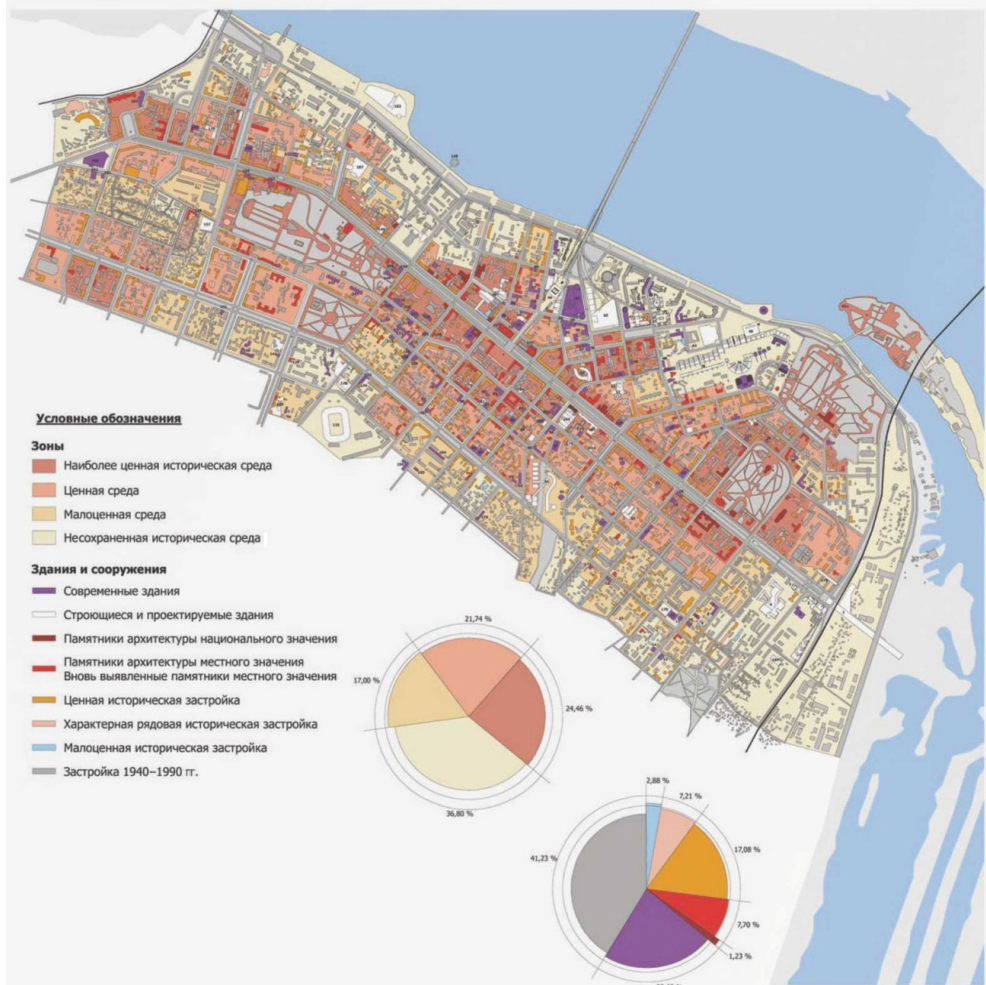 Условные обозначения
Зоны
Наиболее ценная историческая среда
Ценная среда
Малоценная среда
Несохраненная историческая среда
Здания и сооружения
Современные здания
Строющиеся и проектируемые здания
Памятники архитектуры национального значения
Памятники архитектуры местного значения
Вновь выявленные памятники местного значения
Ценная историческая застройка
Характерная рядовая историческая застройка
Малоценная историческая застройка
Застройка 1940–1990 гг.
21,74 %
17,00 %
24,46 %
36,80 %
2,88 %
7,21 %
41,23 %
17,08 %
7,70 %
1,23 %